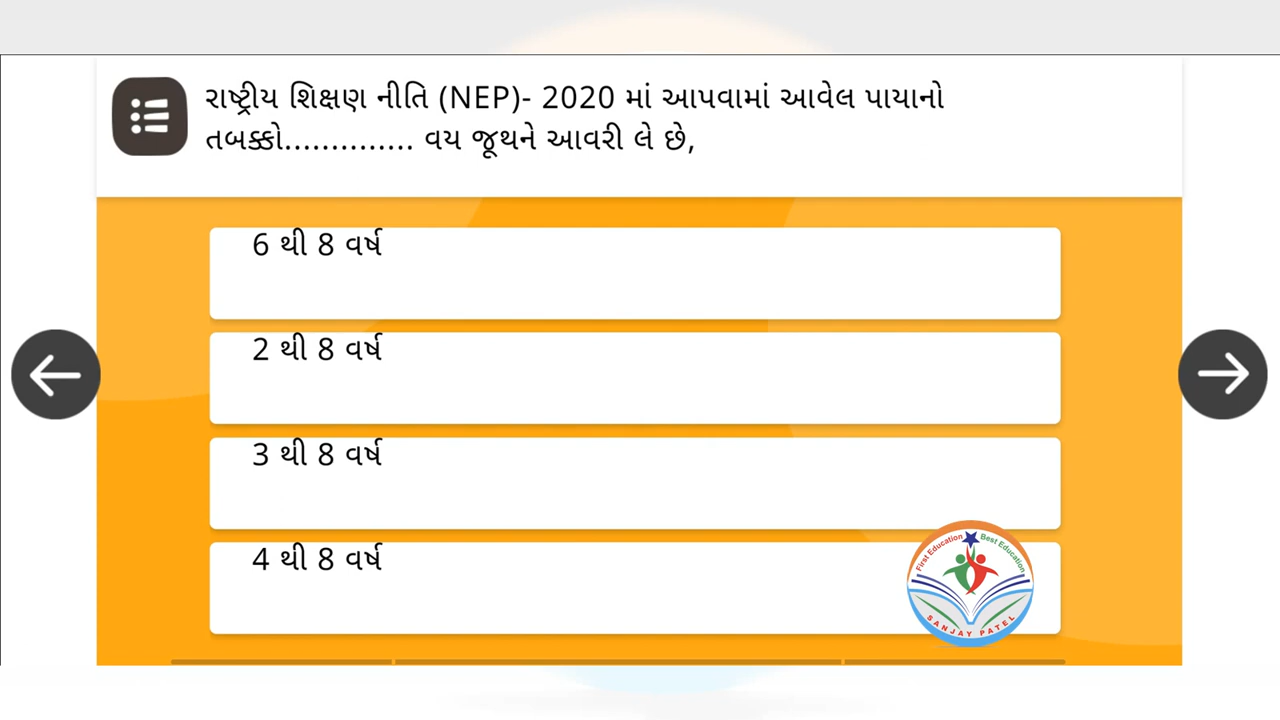 રાષ્ટ્રીય શિક્ષણ નીતિ (NEP)- 2020 માં આપવામાં આવેલ પાયાનો
તબક્કો.............. વય જૂથને આવરી લે છે,
6 થી 8 વર્ષ
2 થી 8 વર્ષ
3 થી 8 વર્ષ
4 થી 8 વર્ષ
First Education Best Education
SANJAY PATEL